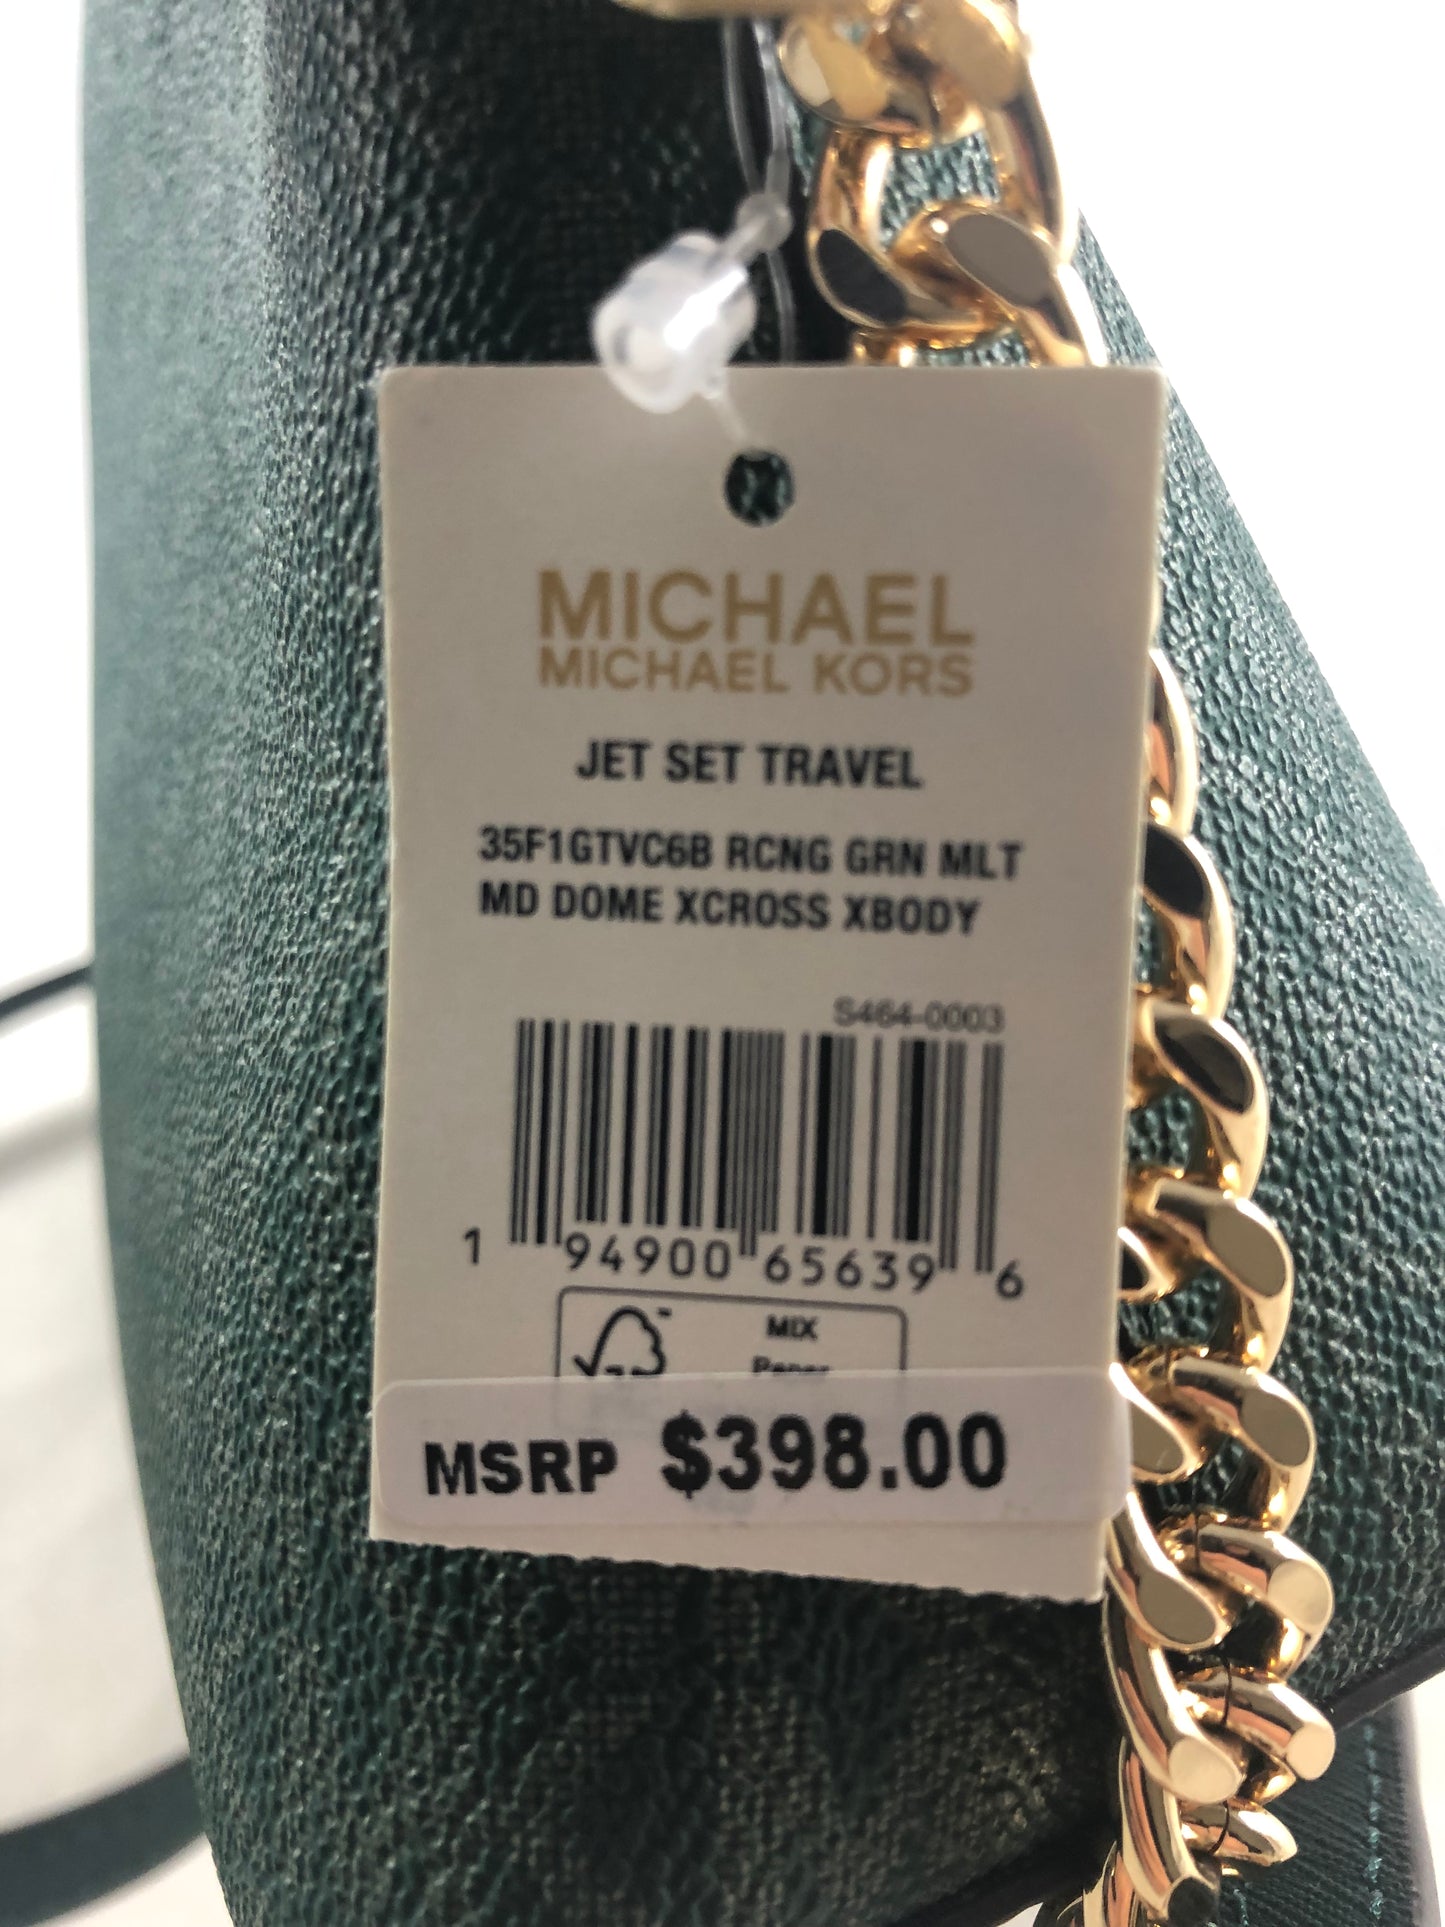 MICHAEL
MICHAEL KORS
JET SET TRAVEL
35F1GTVC6B RCNG GRN MLT
MD DOME XCROSS XBODY
S464-0003
1 94900 65639 6
MIX
Paper
MSRP $398.00